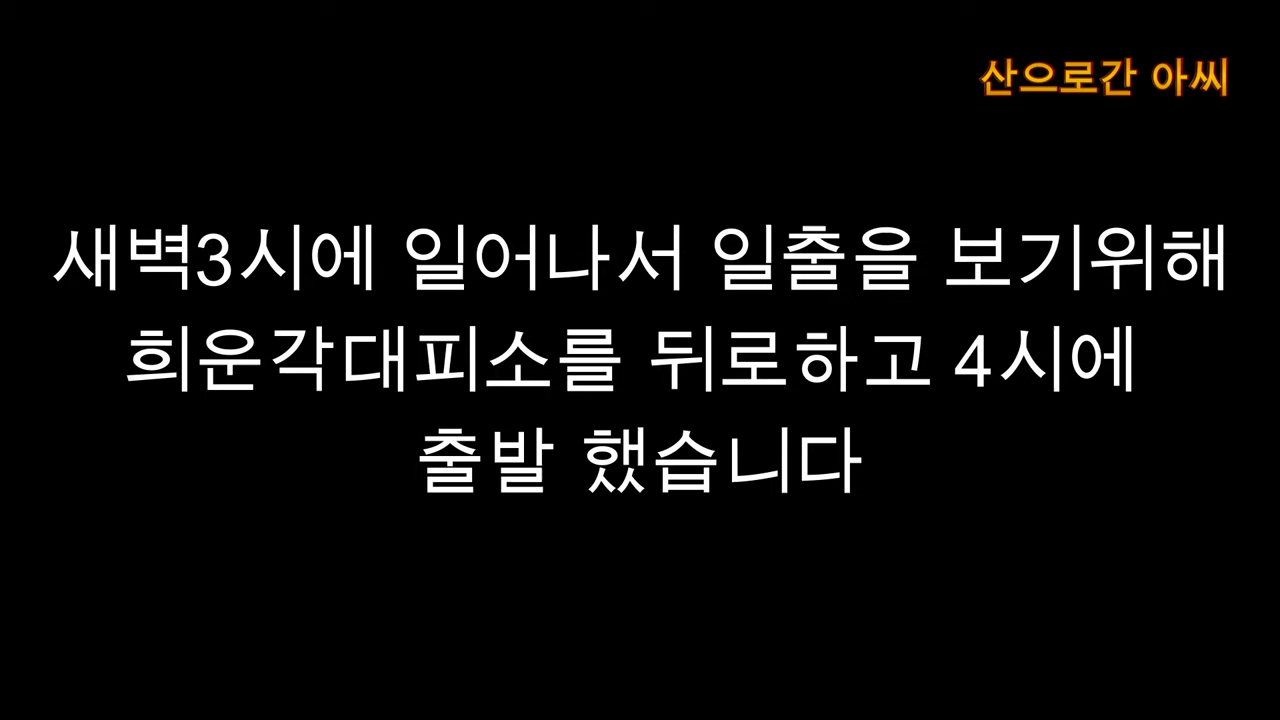 산으로간 아씨
새벽3시에 일어나서 일출을 보기위해
희운각대피소를 뒤로하고 4시에
출발 했습니다